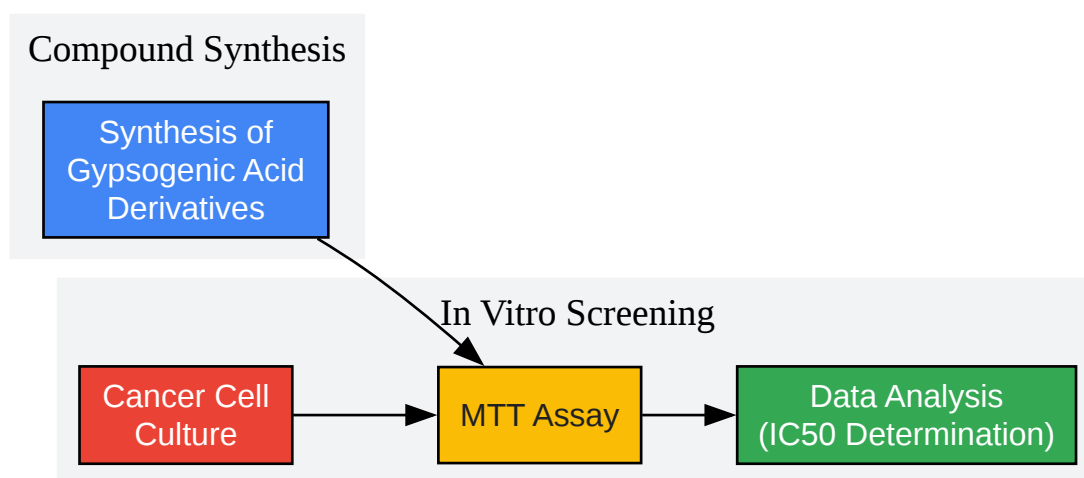 Compound Synthesis
Synthesis of
Gypsogenic Acid
Derivatives
In Vitro Screening
Cancer Cell
Culture
MTT Assay
Data Analysis
(IC50 Determination)